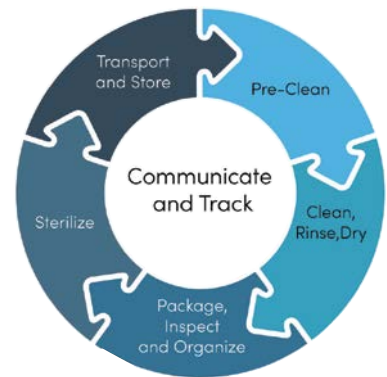 Transport
and Store
Pre-Clean
Communicate
and Track
Sterilize
Clean,
Rinse,Dry
Package,
Inspect
and Organize